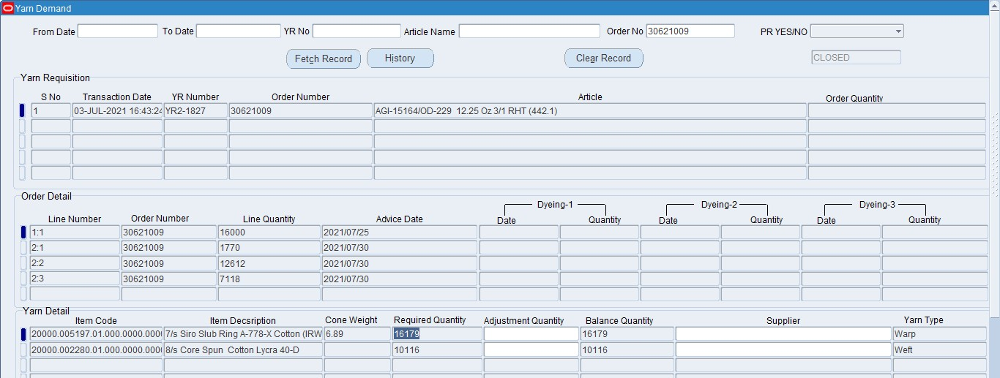 Yarn Demand
From Date To Date YR No Article Name Order No 30621009 PR YES/NO
Fetch Record History Clear Record CLOSED
Yarn Requisition
S No Transaction Date YR Number Order Number Article Order Quantity
1 03-JUL-2021 16:43:24 YR2-1827 30621009 AGI-15164/OD-229 12.25 Oz 3/1 RHT (442.1)
Order Detail
Dyeing-1 Dyeing-2 Dyeing-3
Line Number Order Number Line Quantity Advice Date Date Quantity Date Quantity Date Quantity
1:1 30621009 16000 2021/07/25
2:1 30621009 1770 2021/07/30
2:2 30621009 12612 2021/07/30
2:3 30621009 7118 2021/07/30
Yarn Detail
Item Code Item Decsription Cone Weight Required Quantity Adjustment Quantity Balance Quantity Supplier Yarn Type
20000.005197.01.000.0000.000( 7/s Siro Slub Ring A-778-X Cotton (IRW 6.89 16179 16179 Warp
20000.002280.01.000.0000.000( 8/s Core Spun Cotton Lycra 40-D 10116 10116 Weft